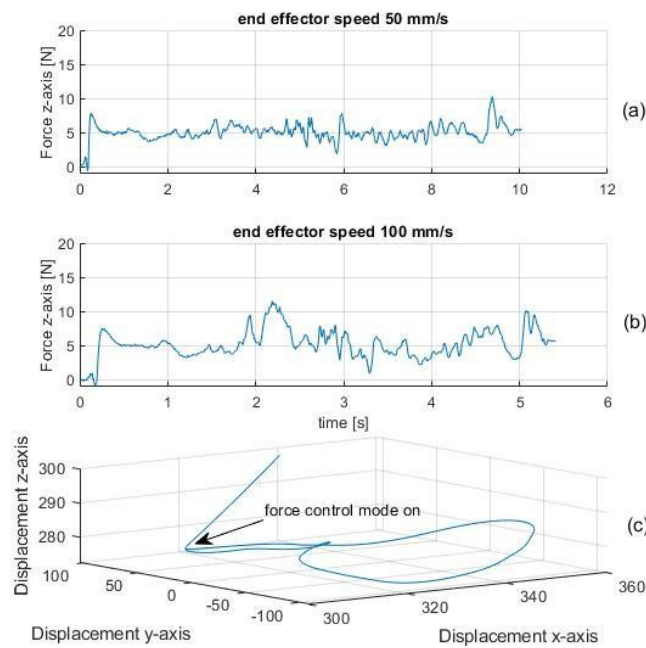 end effector speed 50 mm/s
Force z-axis [N]
20
15
10
5
0
0 2 4 6 8 10 12
(a)
end effector speed 100 mm/s
Force z-axis [N]
20
15
10
5
0
0 1 2 3 4 5 6
time [s]
(b)
Displacement z-axis
300
290
280
force control mode on
(c)
100
50
0
-50
-100
300
320
340
360
Displacement y-axis
Displacement x-axis